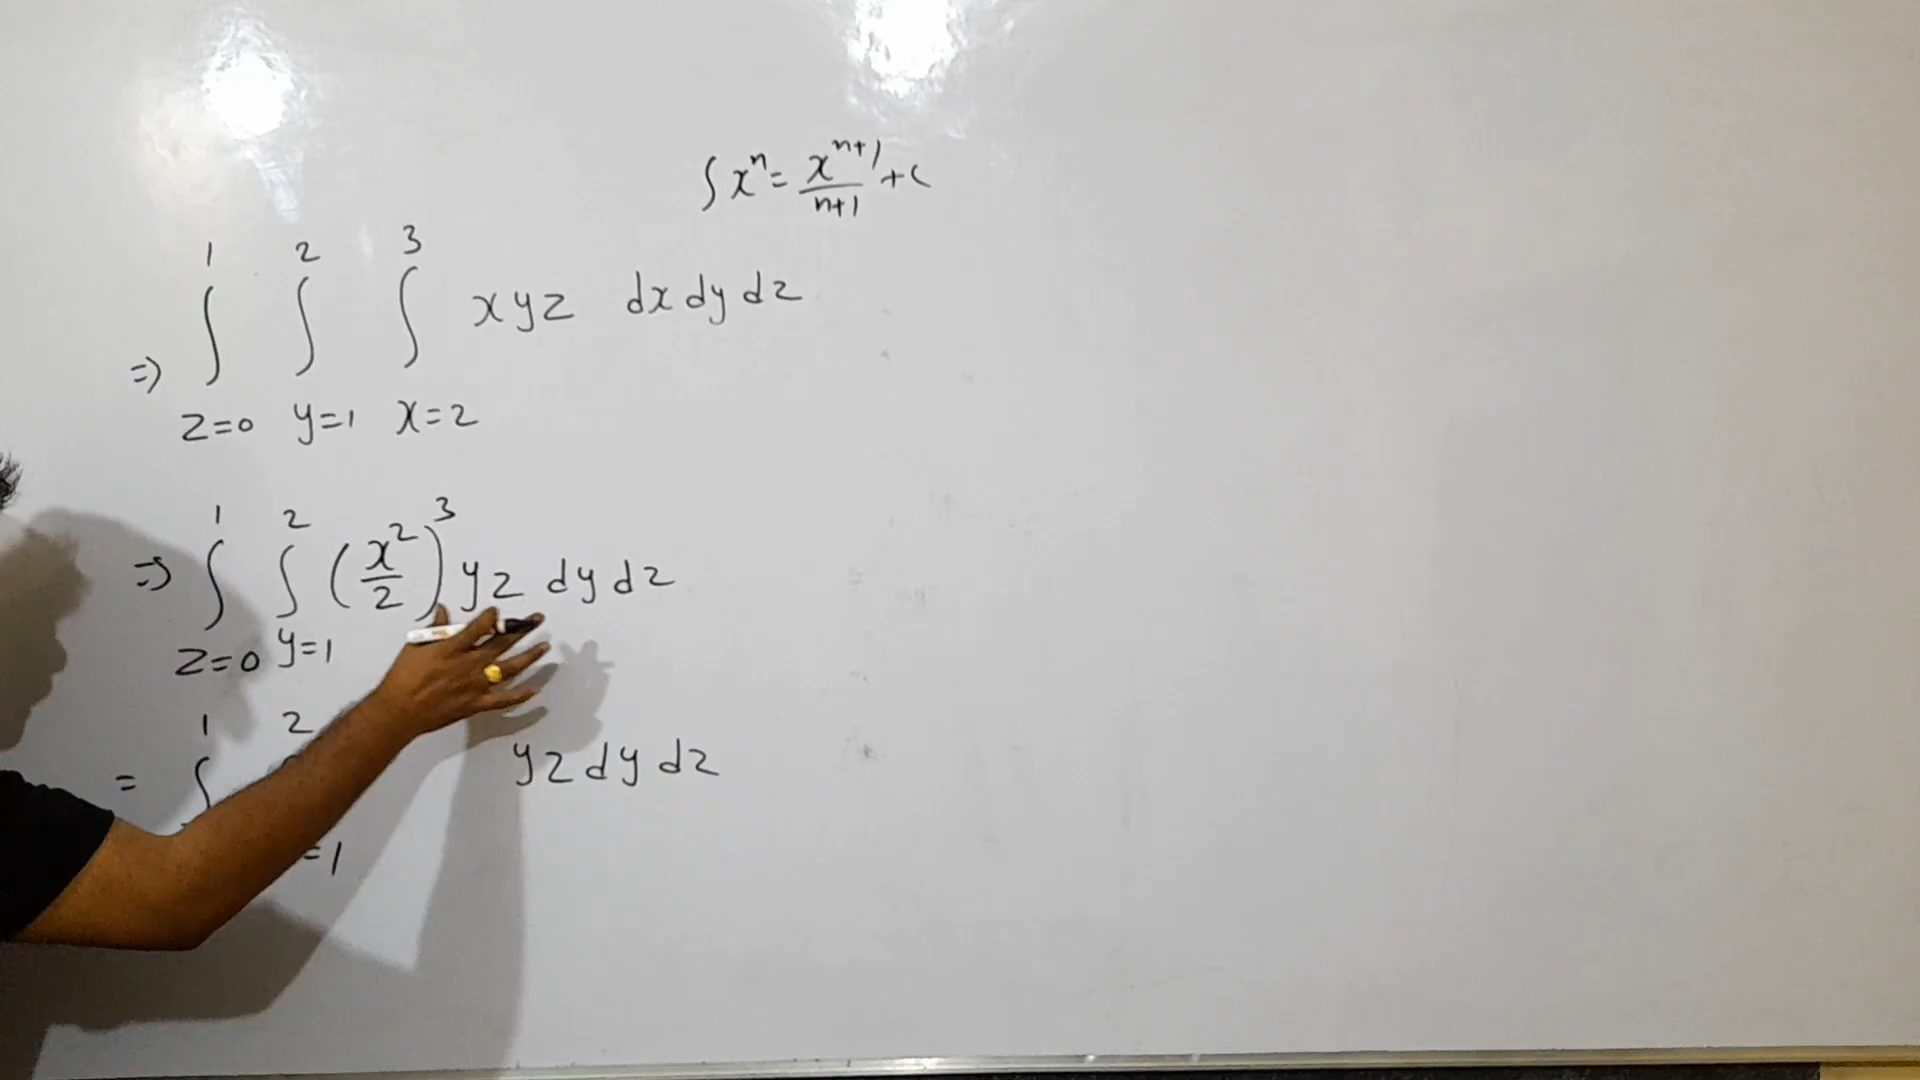 ∫ xⁿ = xⁿ⁺¹/n+1 + c
1 2 3
⇒ ∫ ∫ ∫ xyz dx dy dz
z=0 y=1 x=2
1 2 3
⇒ ∫ ∫ (x²/2) yz dy dz
z=0 y=1
1 2
= ∫ yz dy dz
=1